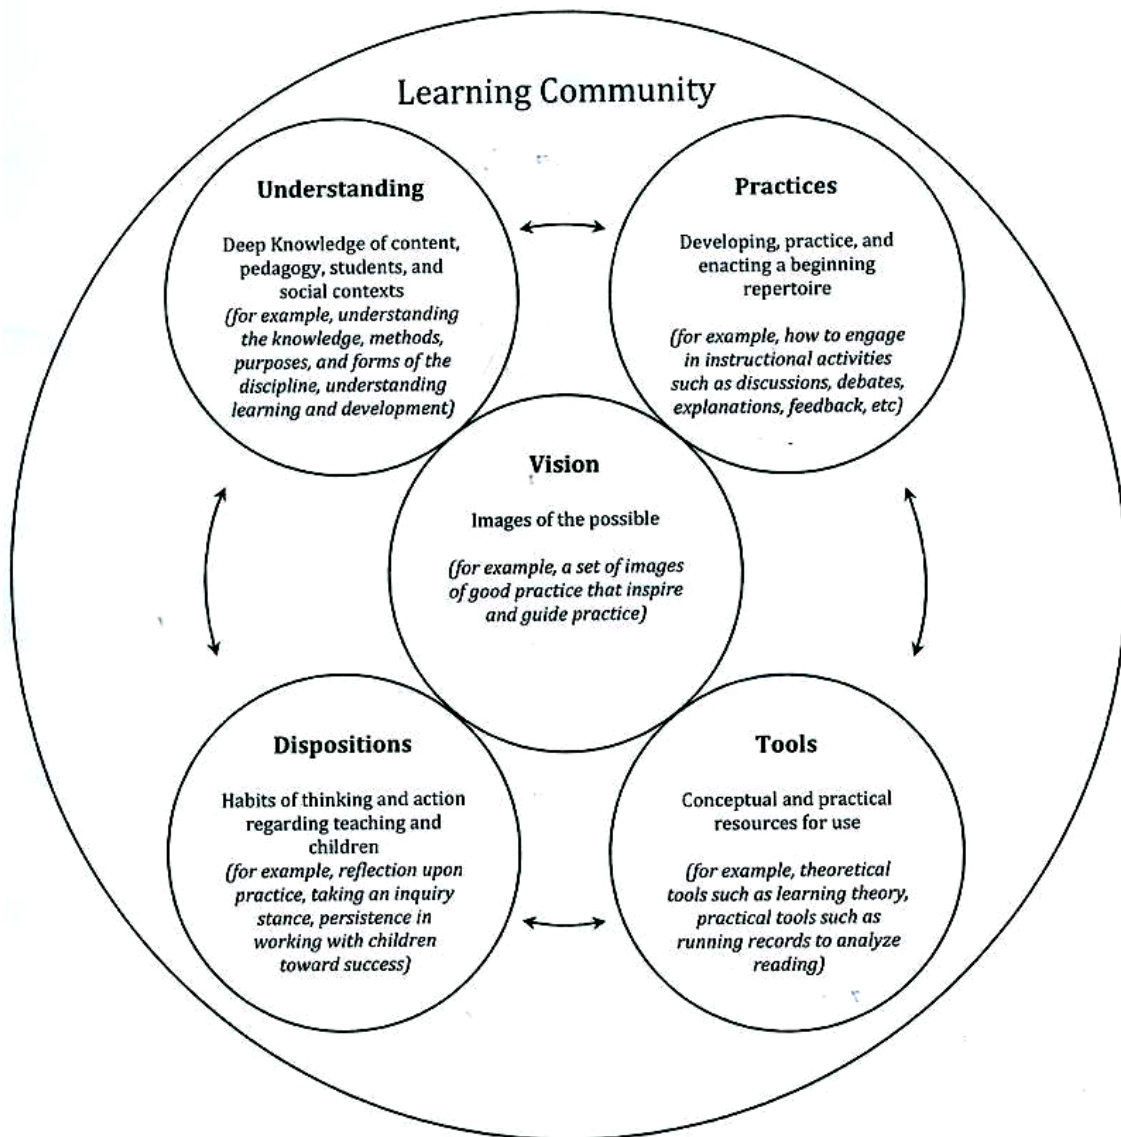 Learning Community
Understanding
Deep Knowledge of content,
pedagogy, students, and
social contexts
(for example, understanding
the knowledge, methods,
purposes, and forms of the
discipline, understanding
learning and development)
Practices
Developing, practice, and
enacting a beginning
repertoire
(for example, how to engage
in instructional activities
such as discussions, debates,
explanations, feedback, etc)
Vision
Images of the possible
(for example, a set of images
of good practice that inspire
and guide practice)
Dispositions
Habits of thinking and action
regarding teaching and
children
(for example, reflection upon
practice, taking an inquiry
stance, persistence in
working with children
toward success)
Tools
Conceptual and practical
resources for use
(for example, theoretical
tools such as learning theory,
practical tools such as
running records to analyze
reading)